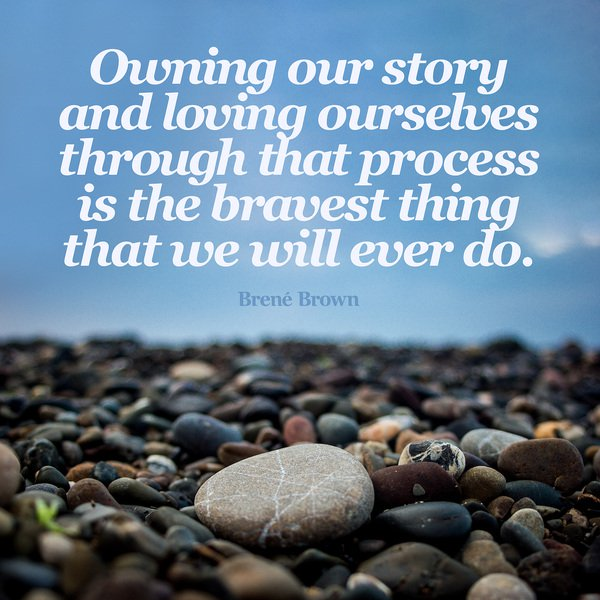 Owning our story
and loving ourselves
through that process
is the bravest thing
that we will ever do.
Brené Brown